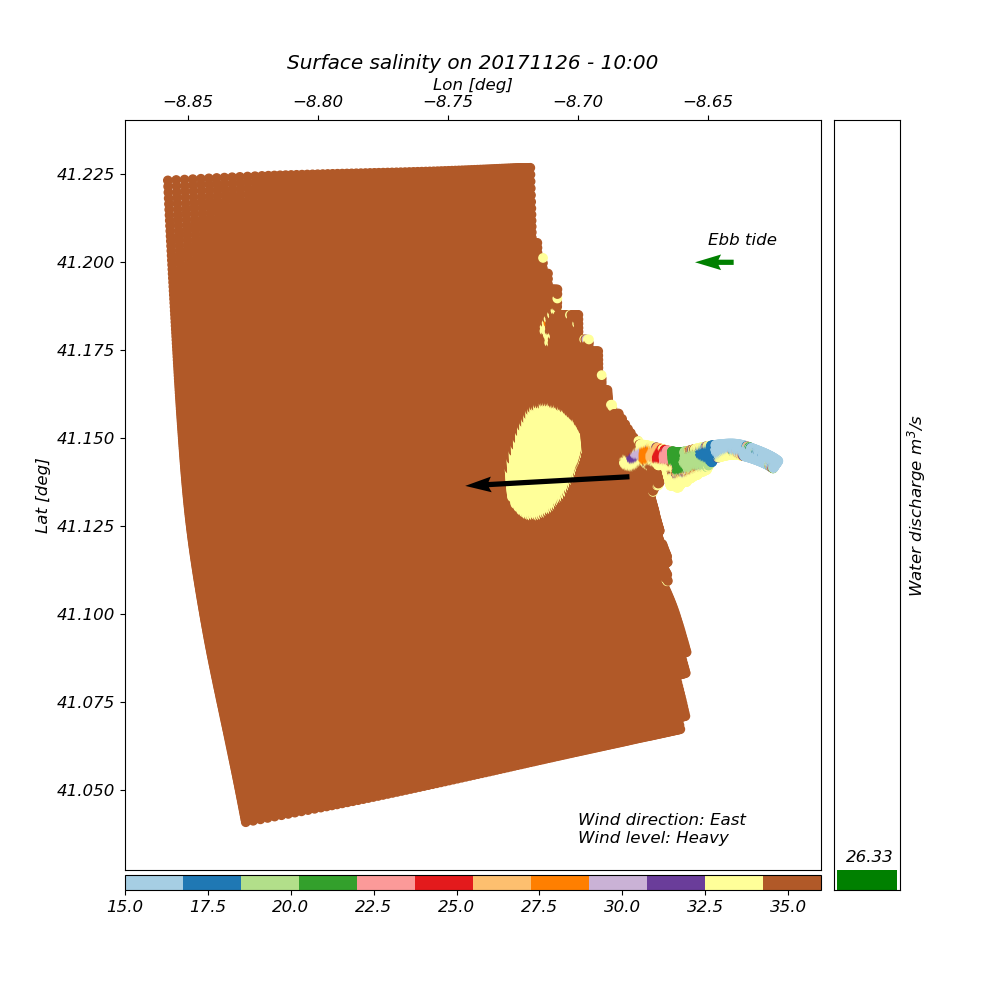 Surface salinity on 20171126 - 10:00
Lon [deg]
−8.85 −8.80 −8.75 −8.70 −8.65
41.225
41.200
41.175
41.150
41.125
41.100
41.075
41.050
Lat [deg]
Ebb tide
Wind direction: East
Wind level: Heavy
Water discharge m³/s
26.33
15.0 17.5 20.0 22.5 25.0 27.5 30.0 32.5 35.0